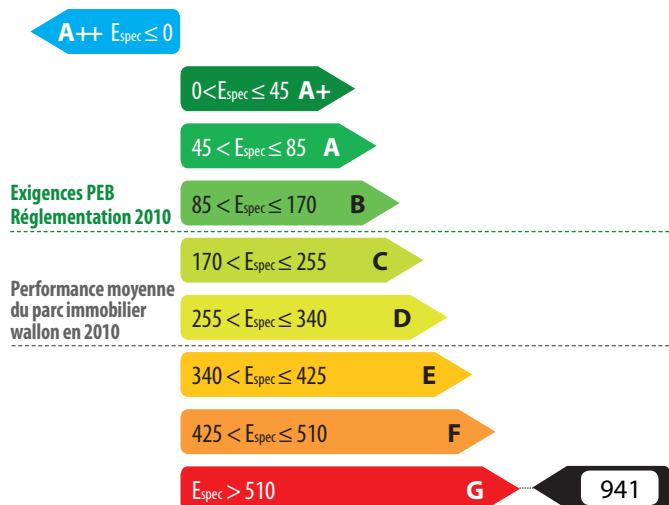 A++ Espec ≤ 0
0<Espec ≤ 45 A+
45 < Espec ≤ 85 A
Exigences PEB
Réglementation 2010
85 < Espec ≤ 170 B
170 < Espec ≤ 255 C
Performance moyenne
du parc immobilier
wallon en 2010
255 < Espec ≤ 340 D
340 < Espec ≤ 425 E
425 < Espec ≤ 510 F
Espec > 510 G 941